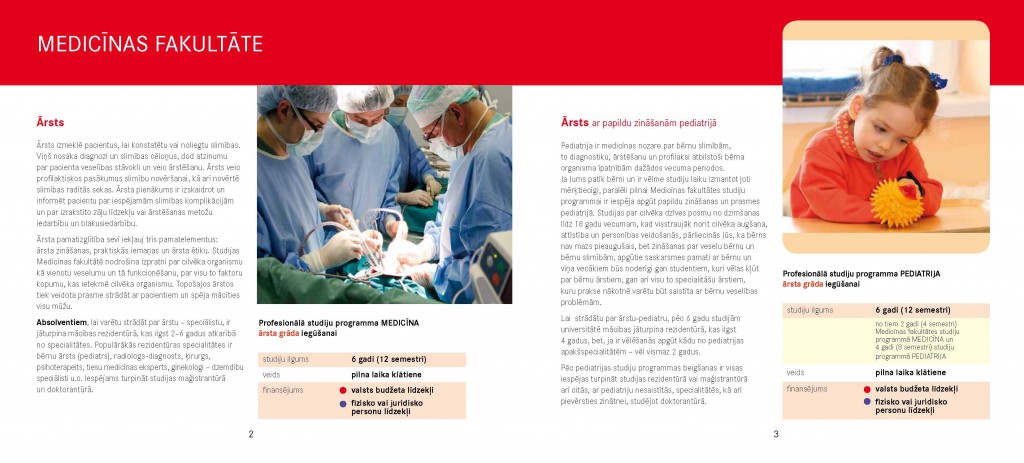 MEDICĪNAS FAKULTĀTE
Ārsts
Ārsts izmeklē pacientus, lai konstatētu vai noliegtu slimības.
Viņš nosaka diagnozi un slimības cēloņus, dod atzinumu
par pacienta veselības stāvokli un veic ārstēšanu. Ārsts veic
profilaktiskos pasākumus slimību novēršanai, kā arī novērtē
slimības radītās sekas. Ārsta pienākums ir izskaidrot un
informēt pacientu par iespējamām slimības komplikācijām
un par izrakstīto zāļu līdzekļu vai ārstēšanas metožu
iedarbību un blakusiedarbību.
Ārsta pamatizglītība sevī iekļauj trīs pamatelementus:
ārsta zināšanas, praktiskās iemaņas un ārsta ētiku. Studijas
Medicīnas fakultātē nodrošina izpratni par cilvēka organismu
kā vienotu veselumu un tā funkcionēšanu, par visu to faktoru
kopumu, kas ietekmē cilvēka organismu. Topošajos ārstos
tiek veidota prasme strādāt ar pacientiem un spēja mācīties
visu mūžu.
Absolventiem, lai varētu strādāt par ārstu – speciālistu, ir
jāturpina mācības rezidentūrā, kas ilgst 2–6 gadus atkarībā
no specialitātes. Populārākās rezidentūras specialitātes ir
bērnu ārsts (pediatrs), radiologs-diagnosts, ķirurgs,
psihoterapeits, tiesu medicīnas eksperts, ginekologi – dzemdību
speciālisti u.c. Iespējams turpināt studijas maģistrantūrā
un doktorantūrā.
Profesionālā studiju programma MEDICĪNA
ārsta grāda iegūšanai
studiju ilgums 6 gadi (12 semestri)
veids pilna laika klātiene
finansējums valsts budžeta līdzekļi
fizisko vai juridisko
personu līdzekļi
2
Ārsts ar papildu zināšanām pediatrijā
Pediatrija ir medicīnas nozare par bērnu slimībām,
to diagnostiku, ārstēšanu un profilaksi atbilstoši bērna
organisma īpatnībām dažādos vecuma periodos.
Ja Jums patīk bērni un ir vēlme studiju laiku izmantot ļoti
mērķtiecīgi, paralēli pilnai Medicīnas fakultātes studiju
programmai ir iespēja apgūt papildu zināšanas un prasmes
pediatrijā. Studijas par cilvēka dzīves posmu no dzimšanas
līdz 18 gadu vecumam, kad visstraujāk norit cilvēka augšana,
attīstība un personības veidošanās, pārliecinās Jūs, ka bērns
nav mazs pieaugušais, bet zināšanas par veselu bērnu un
bērnu slimībām, apgūtie saskarsmes pamati ar bērnu un
viņa vecākiem būs noderīgi gan studentiem, kuri vēlas kļūt
par bērnu ārstiem, gan arī visu to specialitāšu ārstiem,
kuru prakse nākotnē varētu būt saistīta ar bērnu veselības
problēmām.
Lai strādātu par ārstu-pediatru, pēc 6 gadu studijām
universitātē mācības jāturpina rezidentūrā, kas ilgst
4 gadus, bet, ja ir vēlēšanās apgūt kādu no pediatrijas
apakšspecialitātēm – vēl vismaz 2 gadus.
Pēc pediatrijas studiju programmas beigšanas ir visas
iespējas turpināt studijas rezidentūrā vai maģistrantūrā
arī citās, ar pediatriju nesaistītās, specialitātēs, kā arī
pievērsties zinātnei, studējot doktorantūrā.
Profesionālā studiju programma PEDIATRIJA
ārsta grāda iegūšanai
studiju ilgums 6 gadi (12 semestri)
no tiem 2 gadi (4 semestri)
Medicīnas fakultātes studiju
programmā MEDICĪNA un
4 gadi (8 semestri) studiju
programmā PEDIATRIJA
veids pilna laika klātiene
finansējums valsts budžeta līdzekļi
fizisko vai juridisko
personu līdzekļi
3